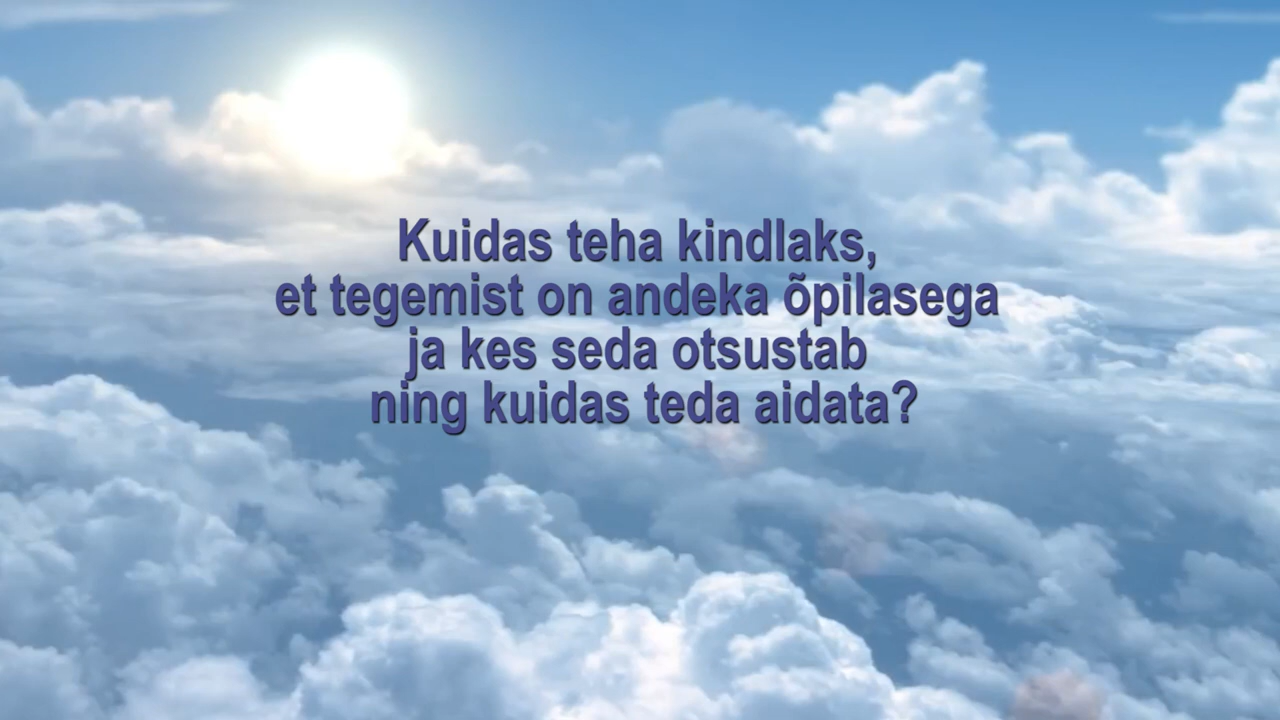 Kuidas teha kindlaks,
et tegemist on andeka õpilasega
ja kes seda otsustab
ning kuidas teda aidata?